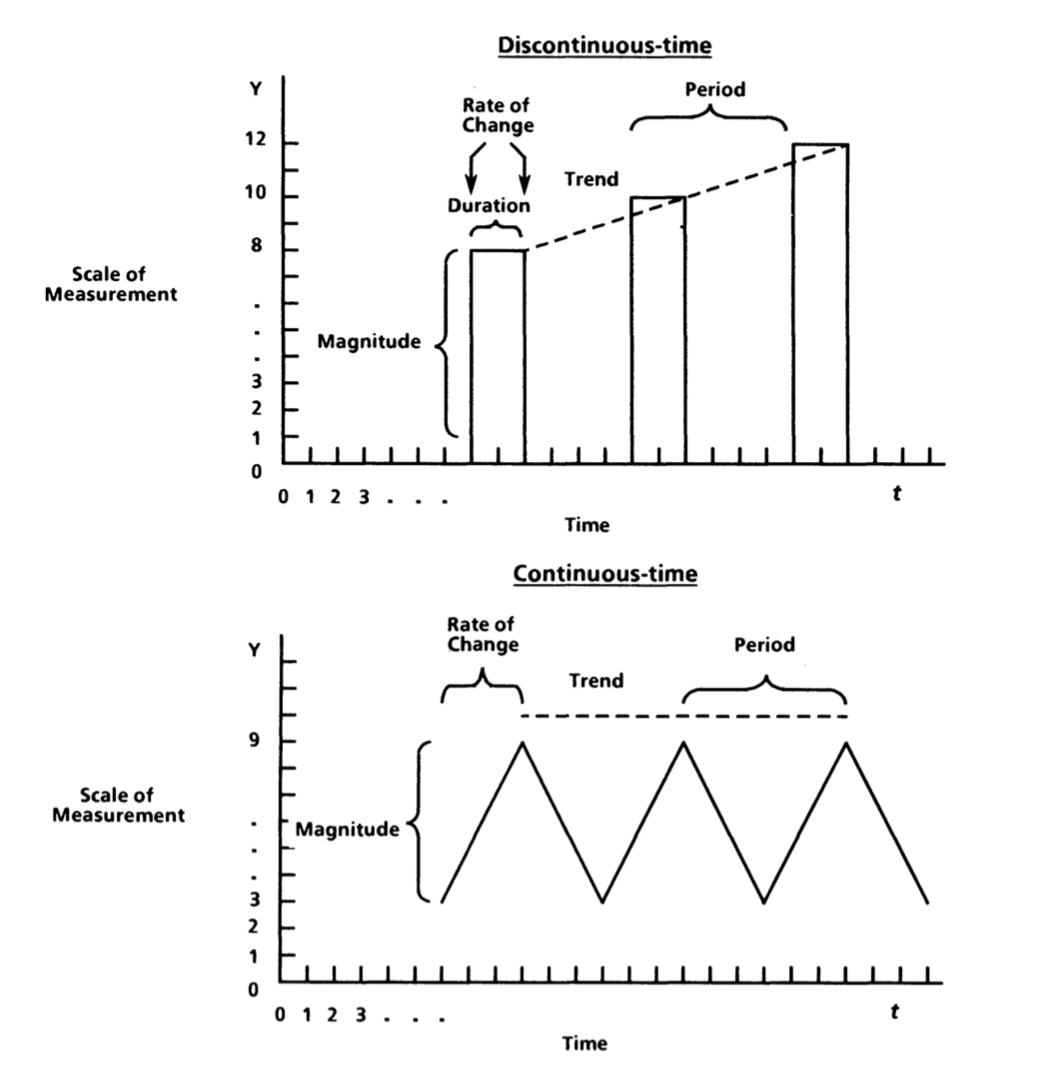 Discontinuous-time
Y
Period
Rate of
Change
12
Trend
10
Duration
8
Scale of
Measurement
.
.
Magnitude
.
3
2
1
0
0 1 2 3 . . .
t
Time
Continuous-time
Rate of
Change
Y
Period
Trend
9
Scale of
Measurement
.
Magnitude
.
.
3
2
1
0
0 1 2 3 . . .
t
Time